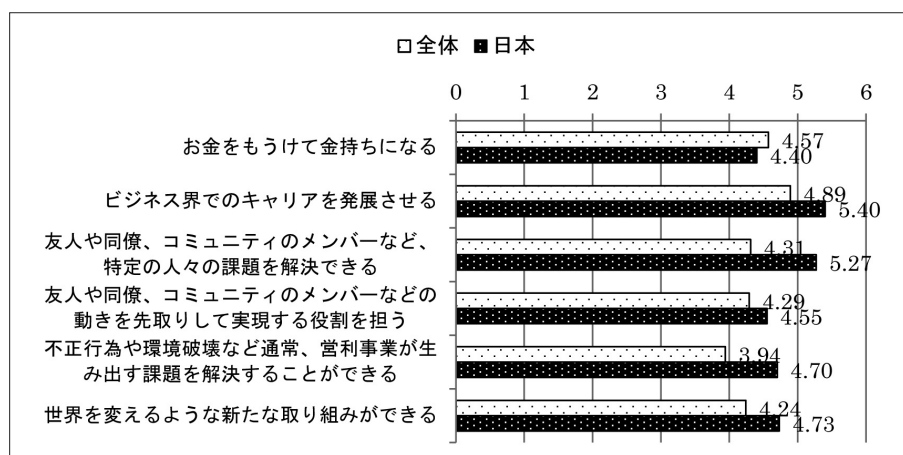 全体 日本
0 1 2 3 4 5 6
お金をもうけて金持ちになる
4.57
4.40
ビジネス界でのキャリアを発展させる
4.89
5.40
友人や同僚、コミュニティのメンバーなど、
特定の人々の課題を解決できる
4.31
5.27
友人や同僚、コミュニティのメンバーなどの
動きを先取りして実現する役割を担う
4.29
4.55
不正行為や環境破壊など通常、営利事業が生
み出す課題を解決することができる
3.94
4.70
世界を変えるような新たな取り組みができる
4.24
4.73